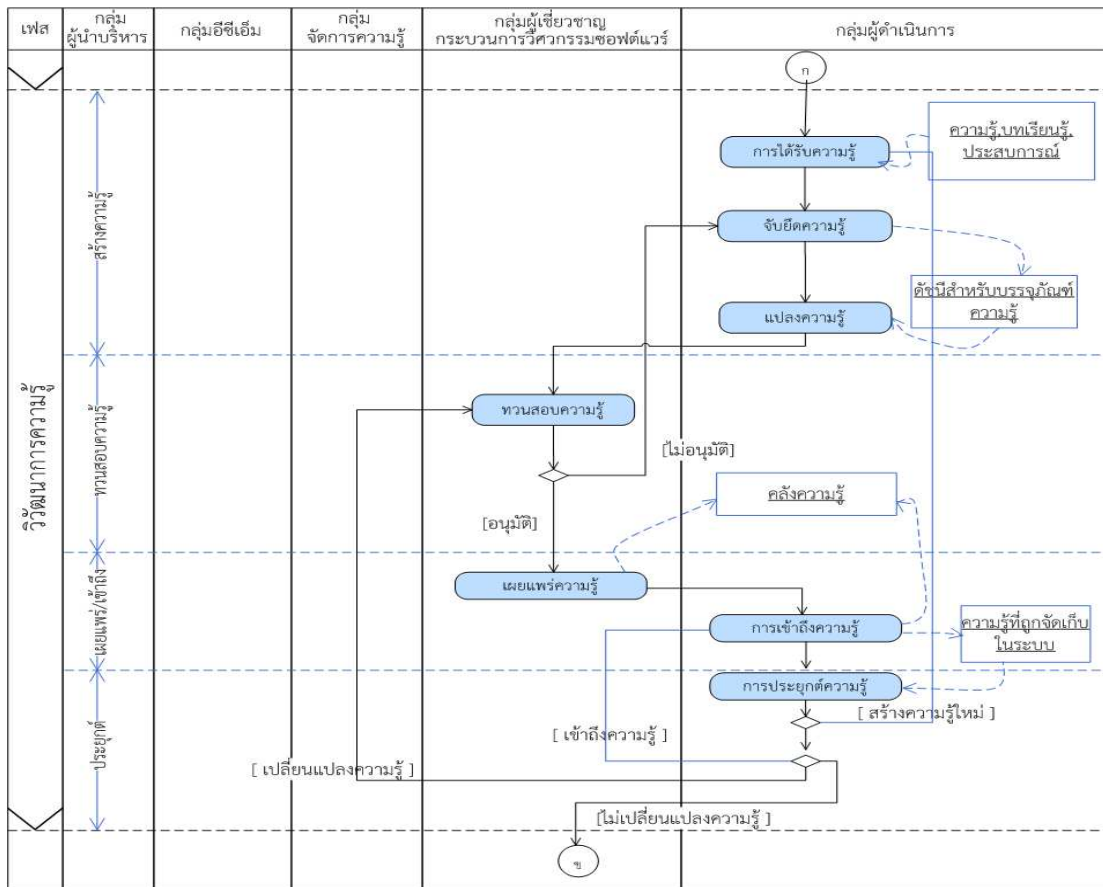 เฟส
กลุ่ม
ผู้นำบริหาร
กลุ่มอีซีเอ็ม
กลุ่ม
จัดการความรู้
กลุ่มผู้เชี่ยวชาญ
กระบวนการวิศวกรรมซอฟต์แวร์
กลุ่มผู้ดำเนินการ
ก
ความรู้,บทเรียนรู้,
ประสบการณ์
การได้รับความรู้
สร้างความรู้
จับยึดความรู้
ดัชนีสำหรับบรรจุภัณฑ์
ความรู้
แปลงความรู้
วิวัฒนาการความรู้
ทวนสอบความรู้
ทวนสอบความรู้
[ไม่อนุมัติ]
คลังความรู้
[อนุมัติ]
เผยแพร่/เข้าถึง
เผยแพร่ความรู้
การเข้าถึงความรู้
ความรู้ที่ถูกจัดเก็บ
ในระบบ
การประยุกต์ความรู้
ประยุกต์
[ สร้างความรู้ใหม่ ]
[ เข้าถึงความรู้ ]
[ เปลี่ยนแปลงความรู้ ]
[ไม่เปลี่ยนแปลงความรู้ ]
ข